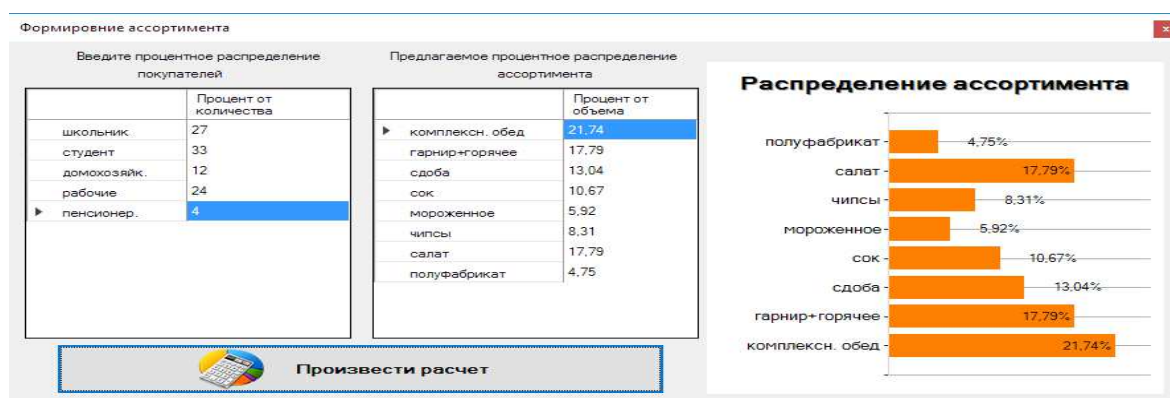 Формировние ассортимента
x
Введите процентное распределение
покупателей
Процент от
количества
школьник 27
студент 33
домохозяйк. 12
рабочие 24
пенсионер. 4
Предлагаемое процентное распределение
ассортимента
Процент от
объема
комплексн. обед 21,74
гарнир+горячее 17,79
сдоба 13,04
сок 10,67
мороженное 5,92
чипсы 8,31
салат 17,79
полуфабрикат 4,75
Произвести расчет
Распределение ассортимента
полуфабрикат 4,75%
салат 17,79%
чипсы 8,31%
мороженное 5,92%
сок 10,67%
сдоба 13,04%
гарнир+горячее 17,79%
комплексн. обед 21,74%